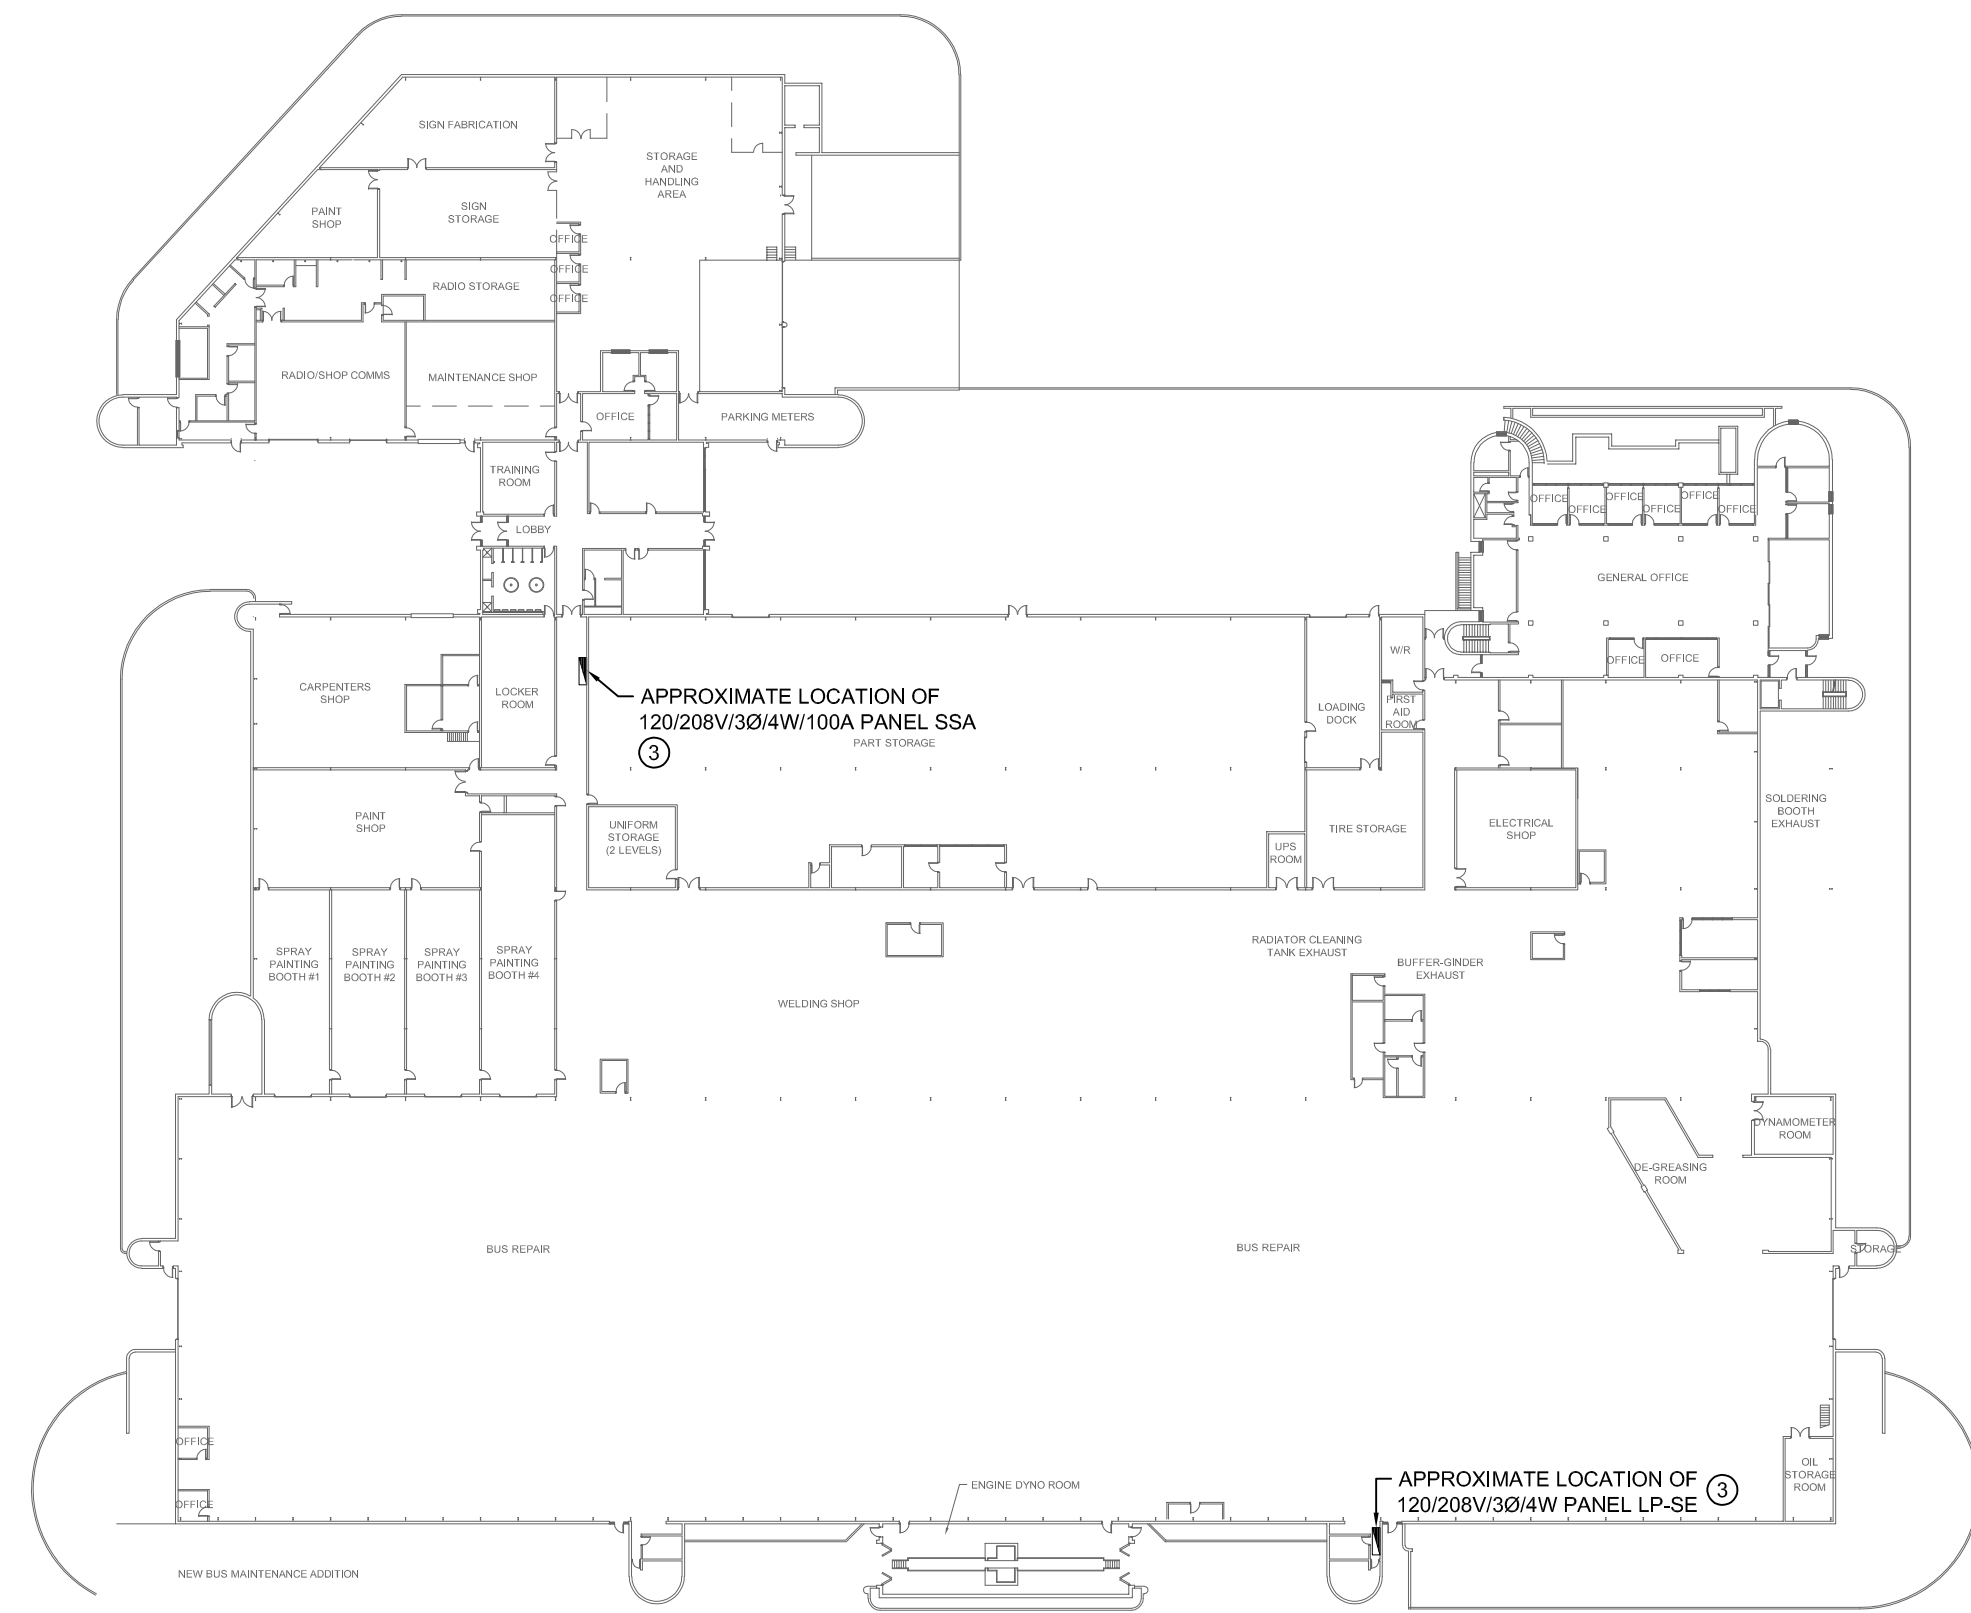 SIGN FABRICATION
STORAGE
AND
HANDLING
AREA
PAINT
SHOP
SIGN
STORAGE
OFFICE
OFFICE
OFFICE
RADIO STORAGE
RADIO/SHOP COMMS
MAINTENANCE SHOP
OFFICE
PARKING METERS
TRAINING
ROOM
LOBBY
OFFICE
OFFICE
OFFICE
OFFICE
OFFICE
OFFICE
GENERAL OFFICE
OFFICE
OFFICE
CARPENTERS
SHOP
LOCKER
ROOM
APPROXIMATE LOCATION OF
120/208V/3Ø/4W/100A PANEL SSA
3
PART STORAGE
LOADING
DOCK
W/R
FIRST
AID
ROOM
PAINT
SHOP
UNIFORM
STORAGE
(2 LEVELS)
UPS
ROOM
TIRE STORAGE
ELECTRICAL
SHOP
SOLDERING
BOOTH
EXHAUST
SPRAY
PAINTING
BOOTH #1
SPRAY
PAINTING
BOOTH #2
SPRAY
PAINTING
BOOTH #3
SPRAY
PAINTING
BOOTH #4
WELDING SHOP
RADIATOR CLEANING
TANK EXHAUST
BUFFER-GINDER
EXHAUST
DYNAMOMETER
ROOM
DE-GREASING
ROOM
BUS REPAIR
BUS REPAIR
STORAGE
OFFICE
OFFICE
ENGINE DYNO ROOM
APPROXIMATE LOCATION OF
120/208V/3Ø/4W PANEL LP-SE
3
OIL
STORAGE
ROOM
NEW BUS MAINTENANCE ADDITION